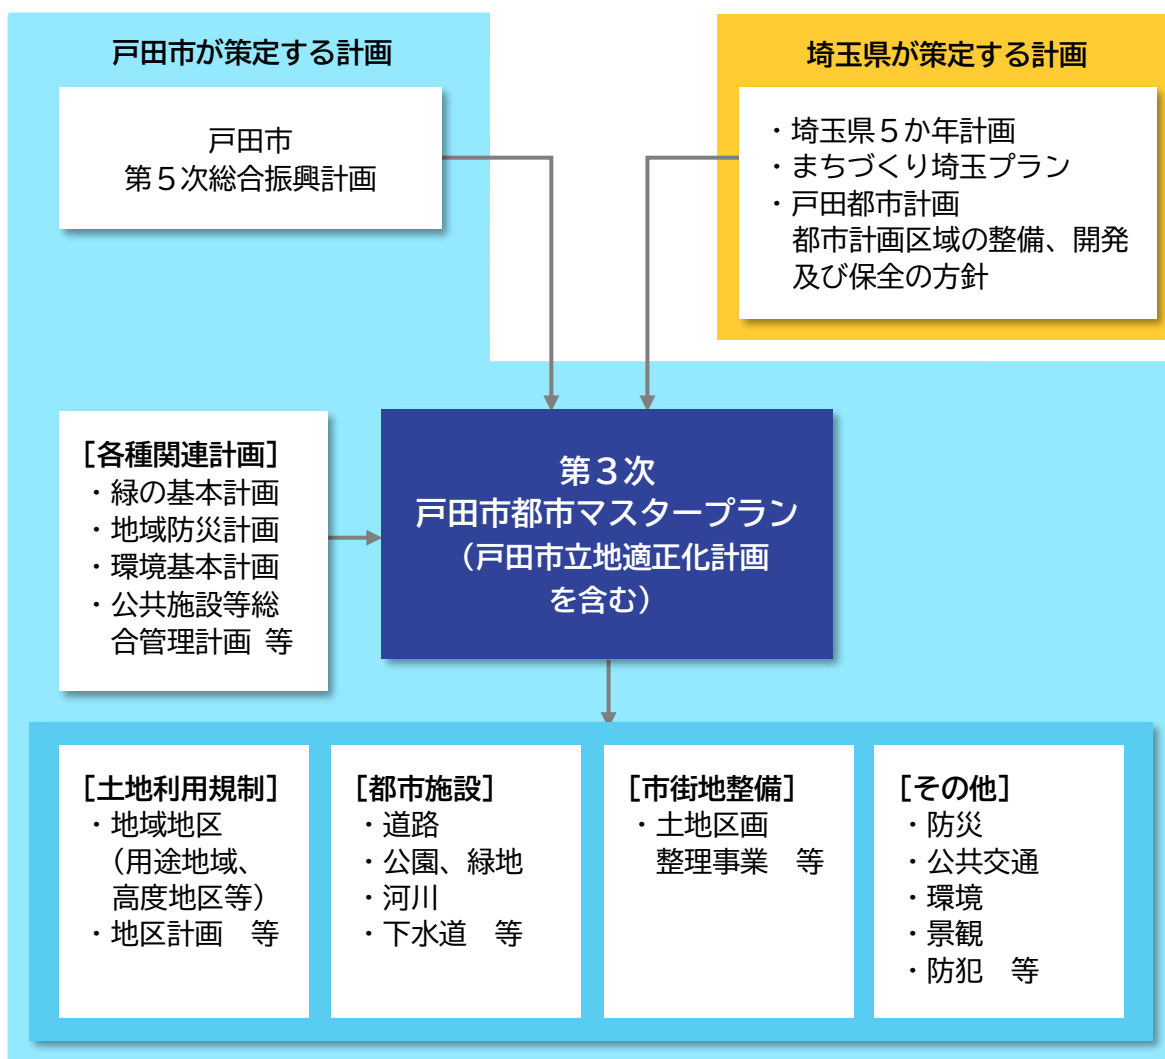 戸田市が策定する計画
戸田市
第５次総合振興計画
埼玉県が策定する計画
・埼玉県５か年計画
・まちづくり埼玉プラン
・戸田都市計画
都市計画区域の整備、開発
及び保全の方針
［各種関連計画］
・緑の基本計画
・地域防災計画
・環境基本計画
・公共施設等総
合管理計画 等
第３次
戸田市都市マスタープラン
（戸田市立地適正化計画
を含む）
［土地利用規制］
・地域地区
（用途地域、
高度地区等）
・地区計画　等
［都市施設］
・道路
・公園、緑地
・河川
・下水道　等
［市街地整備］
・土地区画
整理事業　等
［その他］
・防災
・公共交通
・環境
・景観
・防犯　等